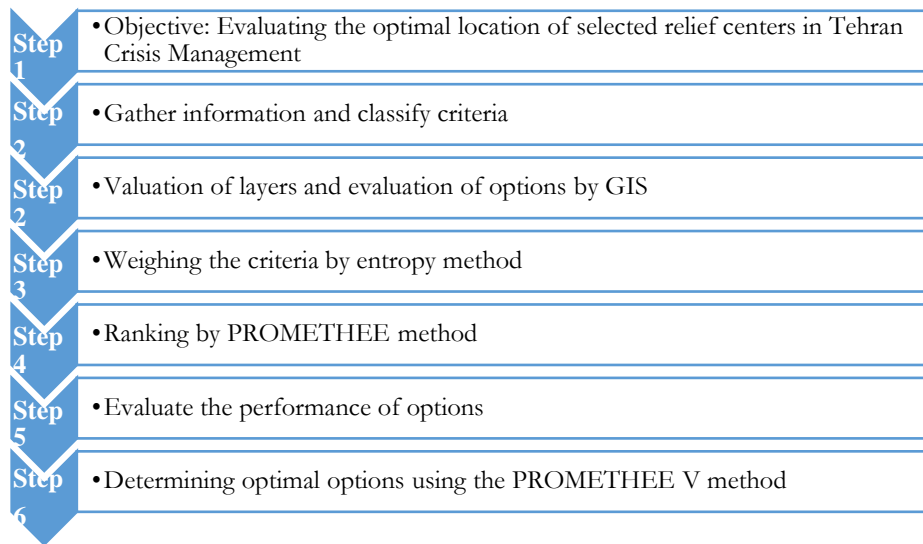 Step
1
•Objective: Evaluating the optimal location of selected relief centers in Tehran
Crisis Management
Step
2
•Gather information and classify criteria
Step
2
•Valuation of layers and evaluation of options by GIS
Step
3
•Weighing the criteria by entropy method
Step
4
•Ranking by PROMETHEE method
Step
5
•Evaluate the performance of options
Step
6
•Determining optimal options using the PROMETHEE V method